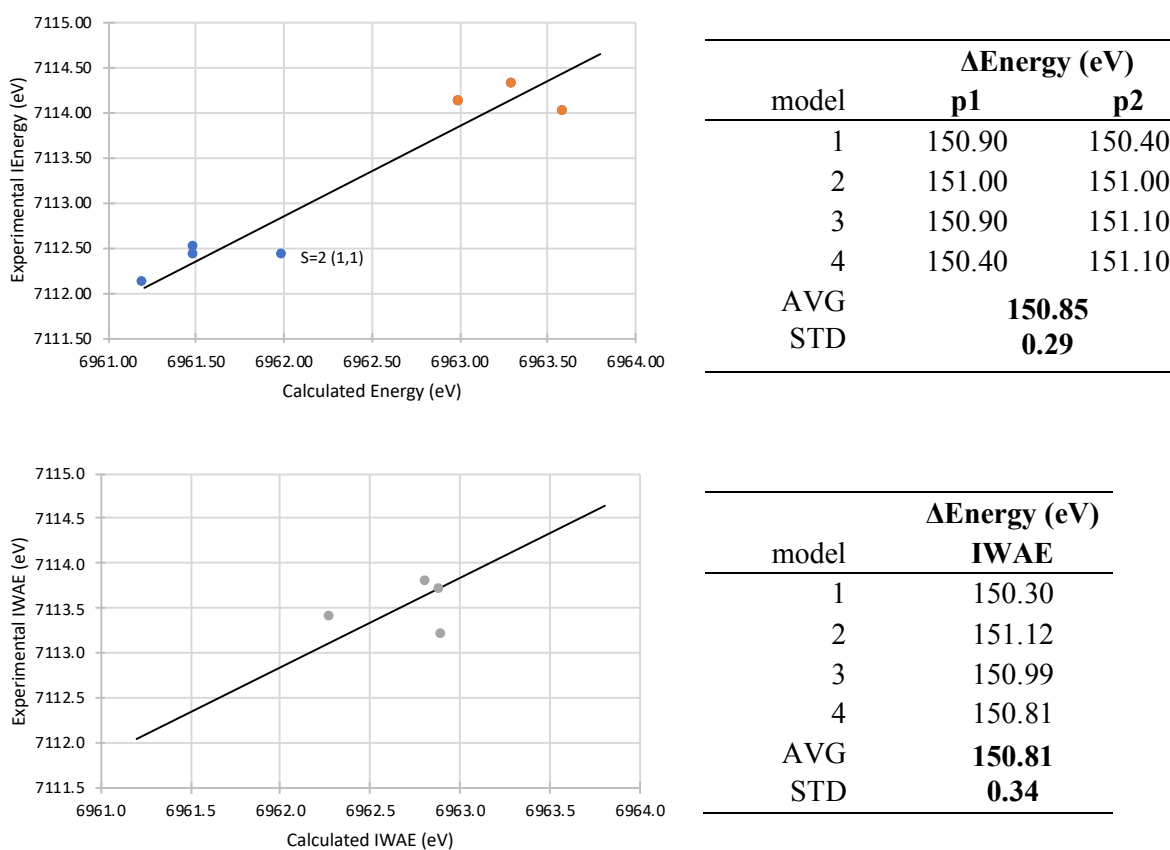 7115.00
7114.50
7114.00
7113.50
7113.00
7112.50
7112.00
7111.50
Experimental IEnergy (eV)
S=2 (1,1)
6961.00 6961.50 6962.00 6962.50 6963.00 6963.50 6964.00
Calculated Energy (eV)
ΔEnergy (eV)
model p1 p2
1 150.90 150.40
2 151.00 151.00
3 150.90 151.10
4 150.40 151.10
AVG 150.85
STD 0.29
7115.0
7114.5
7114.0
7113.5
7113.0
7112.5
7112.0
7111.5
Experimental IWAE (eV)
6961.0 6961.5 6962.0 6962.5 6963.0 6963.5 6964.0
Calculated IWAE (eV)
ΔEnergy (eV)
model IWAE
1 150.30
2 151.12
3 150.99
4 150.81
AVG 150.81
STD 0.34